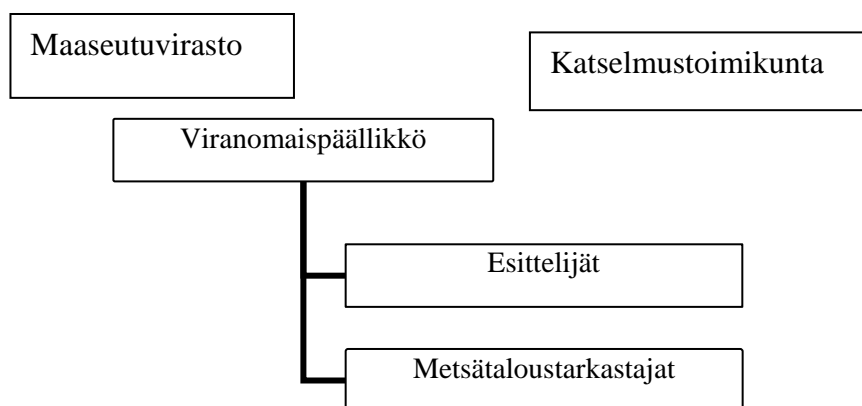 Maaseutuvirasto
Katselmustoimikunta
Viranomaispäällikkö
Esittelijät
Metsätaloustarkastajat